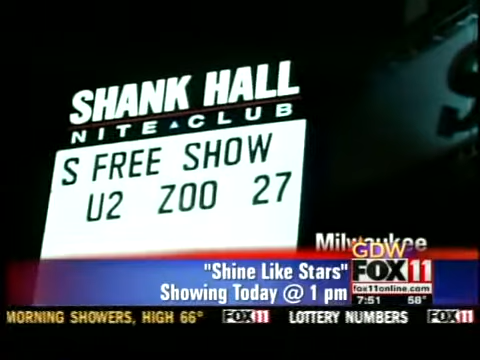 SHANK HALL
NITE CLUB
S FREE SHOW
U2 ZOO 27
Milwaukee
GDW
"Shine Like Stars"
FOX 11
Showing Today @ 1 pm
fox11online.com
7:51 58°
MORNING SHOWERS, HIGH 66° FOX 11 LOTTERY NUMBERS FOX 11